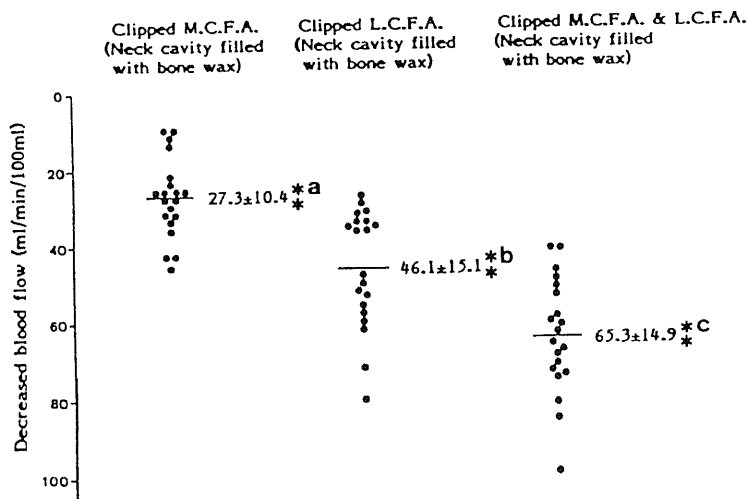 Clipped M.C.F.A.
(Neck cavity filled
with bone wax)
Clipped L.C.F.A.
(Neck cavity filled
with bone wax)
Clipped M.C.F.A. & L.C.F.A.
(Neck cavity filled
with bone wax)
Decreased blood flow (ml/min/100ml)
0
20
40
60
80
100
27.3±10.4 ** a
46.1±15.1 ** b
65.3±14.9 ** c